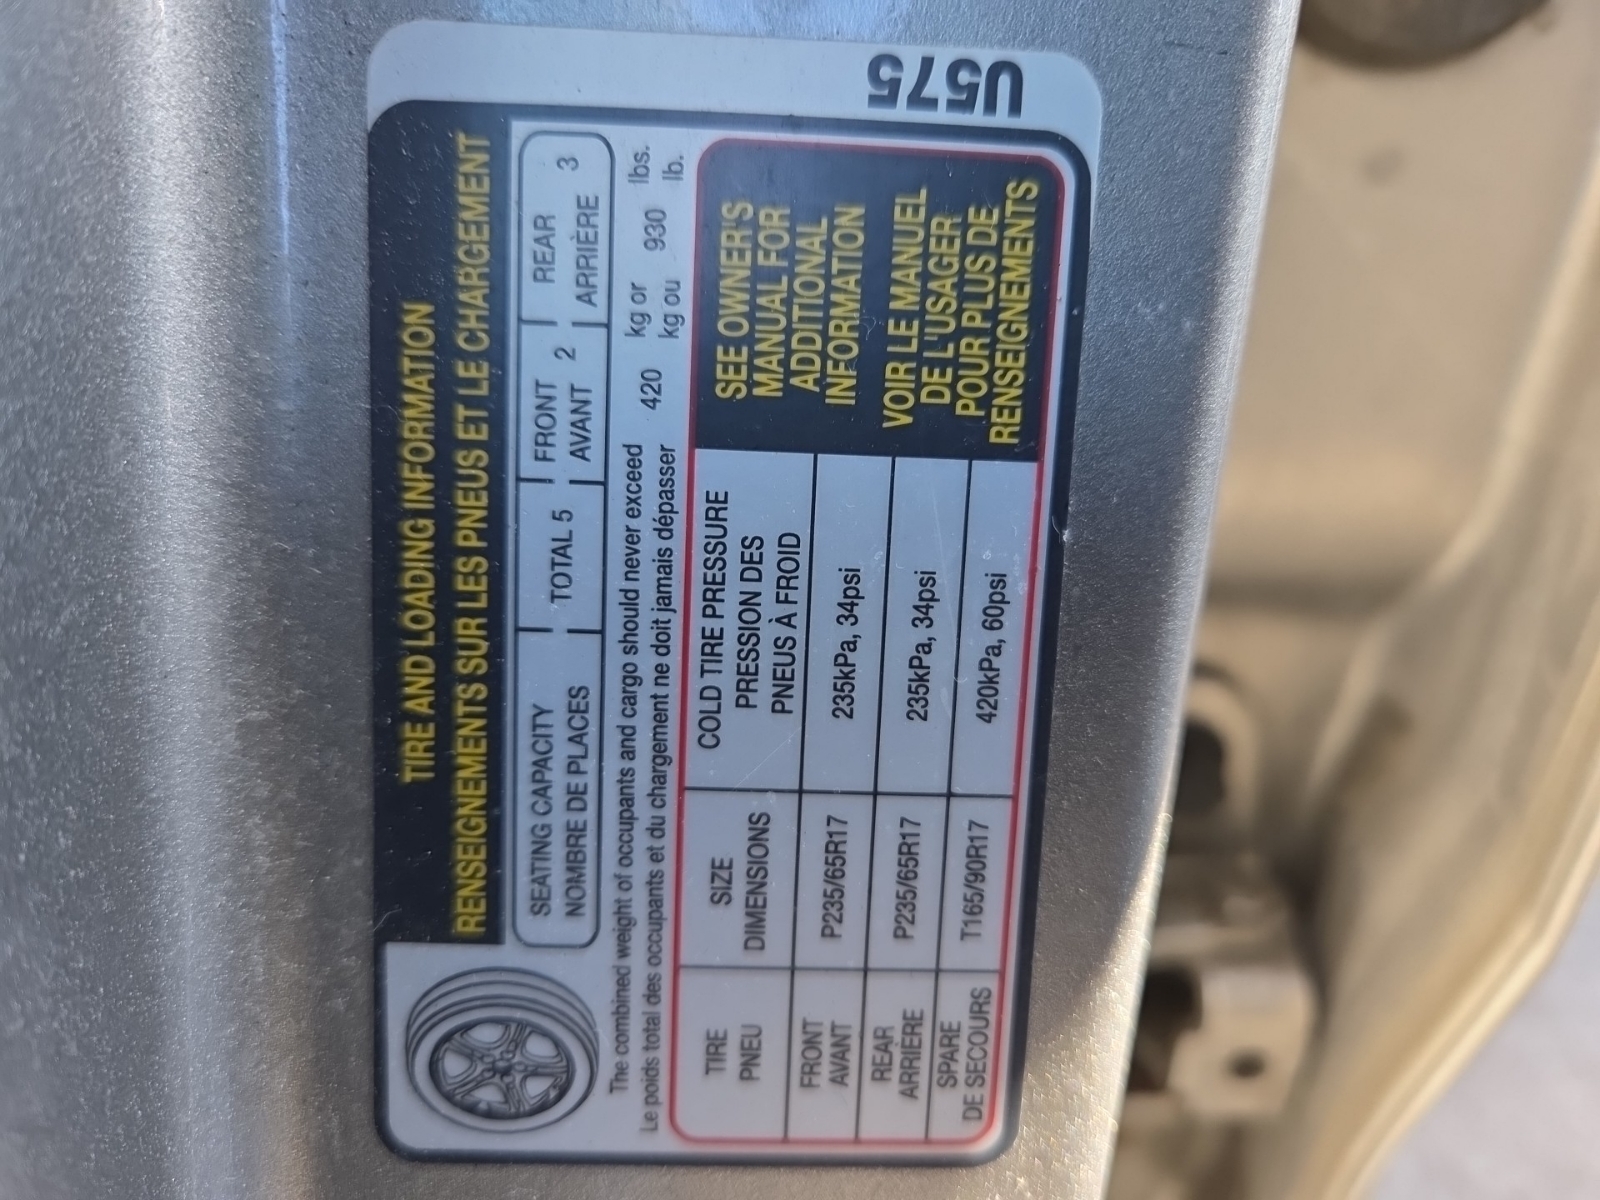 U575
TIRE AND LOADING INFORMATION
RENSEIGNEMENTS SUR LES PNEUS ET LE CHARGEMENT
SEATING CAPACITY TOTAL 5 FRONT 2 REAR 3
NOMBRE DE PLACES AVANT ARRIÈRE
The combined weight of occupants and cargo should never exceed 420 kg or 930 lbs.
Le poids total des occupants et du chargement ne doit jamais dépasser kg ou lb.
TIRE SIZE COLD TIRE PRESSURE
PNEU DIMENSIONS PRESSION DES
PNEUS À FROID
FRONT P235/65R17 235kPa, 34psi
AVANT
REAR P235/65R17 235kPa, 34psi
ARRIÈRE
SPARE T165/90R17 420kPa, 60psi
DE SECOURS
SEE OWNER'S
MANUAL FOR
ADDITIONAL
INFORMATION
VOIR LE MANUEL
DE L'USAGER
POUR PLUS DE
RENSEIGNEMENTS